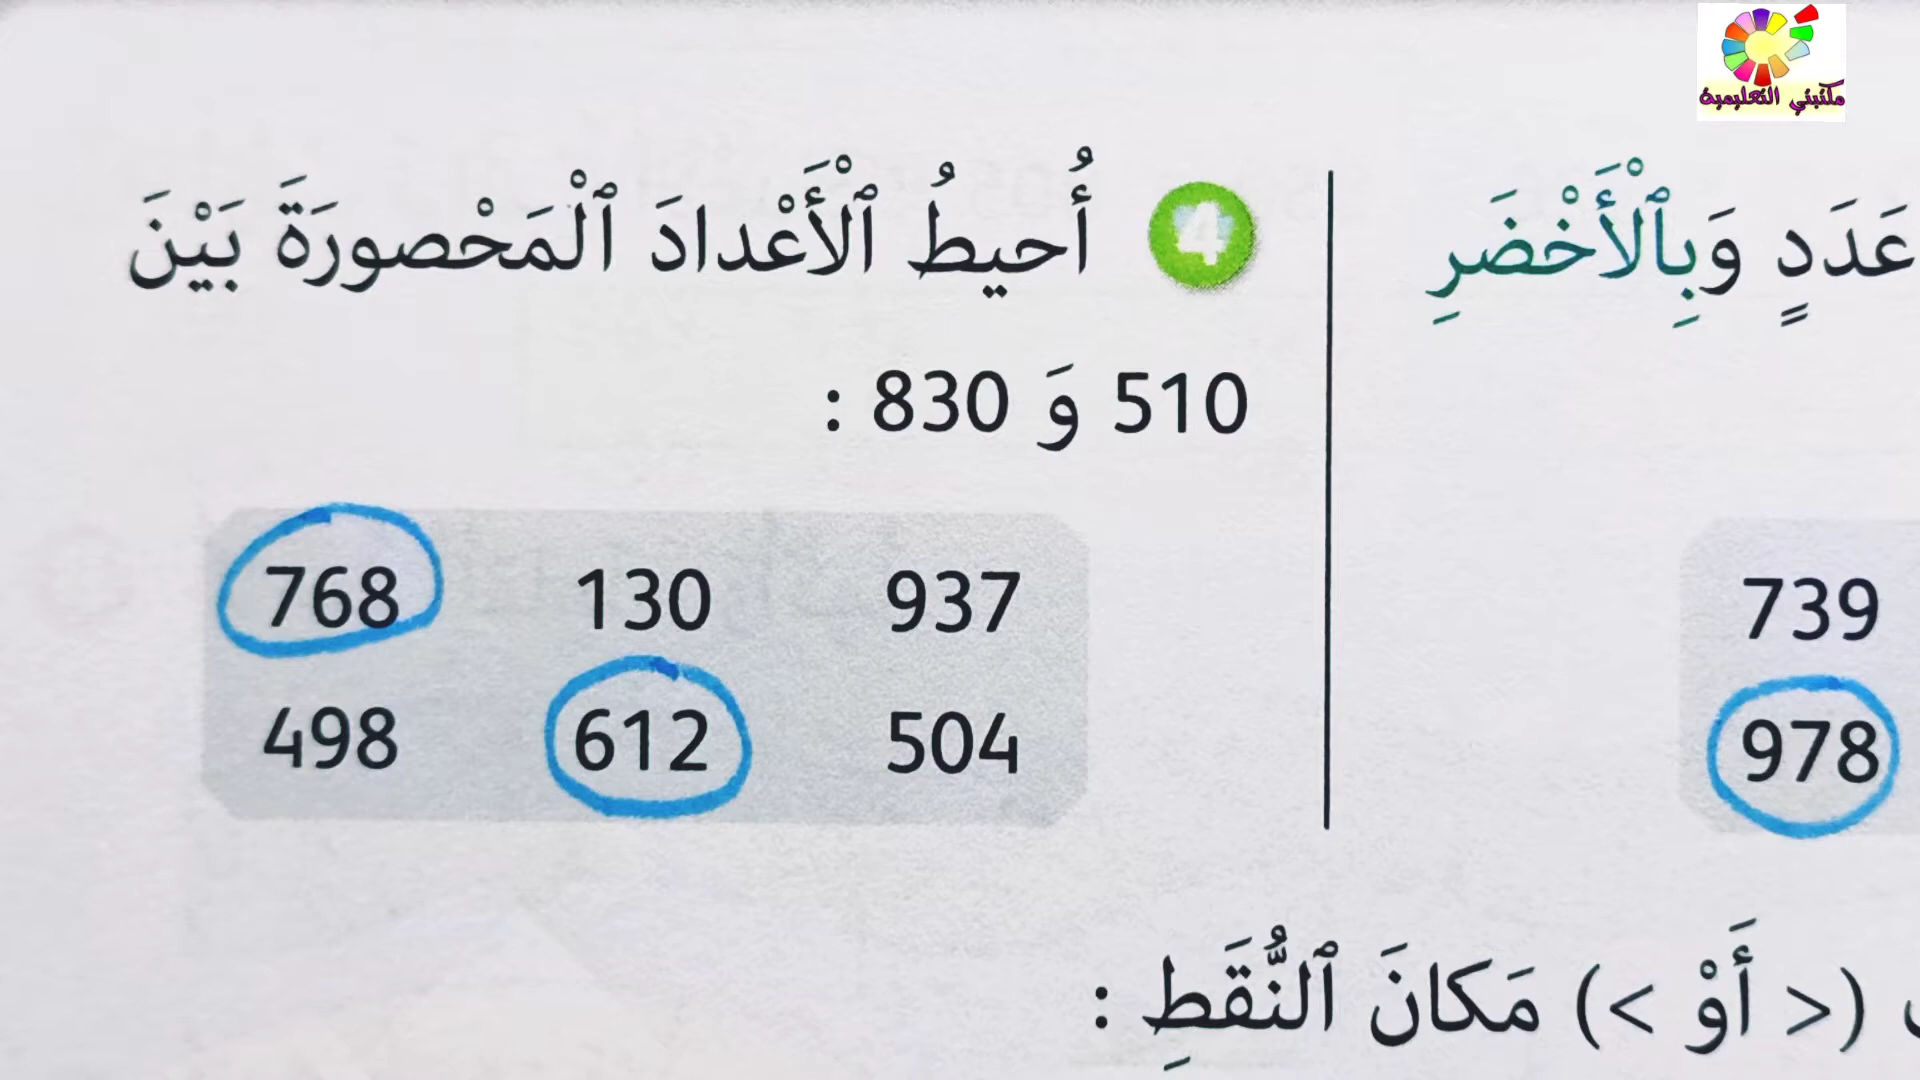 مكتبتي التعليمية
عَدَدٍ وَبِٱلْأَخْضَرِ
739
978
4 أُحيطُ ٱلْأَعْدادَ ٱلْمَحْصورَةَ بَيْنَ
510 وَ 830 :
768 130 937
498 612 504
(< أَوْ >) مَكانَ ٱلنُّقَطِ :